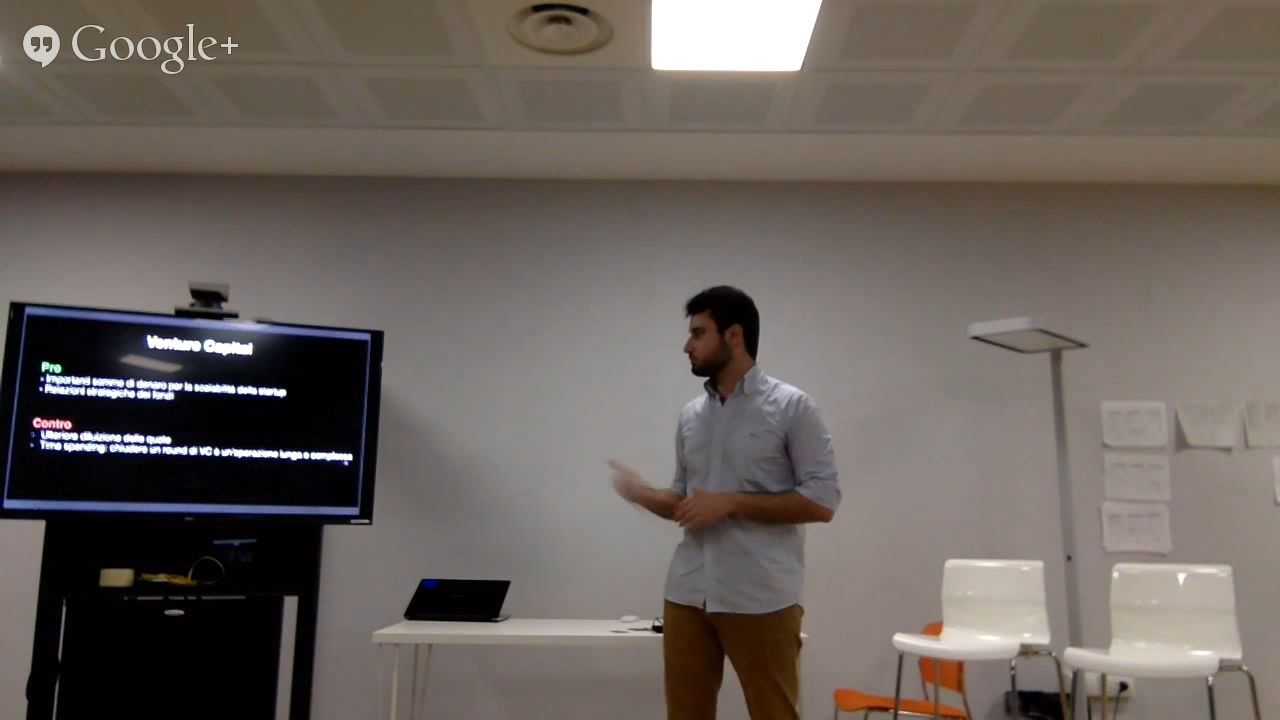 Google+
Venture Capital
Pro
Importanti somme di denaro per la scalabilità della startup
Relazioni strategiche dei fondi
Contro
Ulteriore diluizione delle quote
Time spending: chiudere un round di VC è un'operazione lunga e complessa